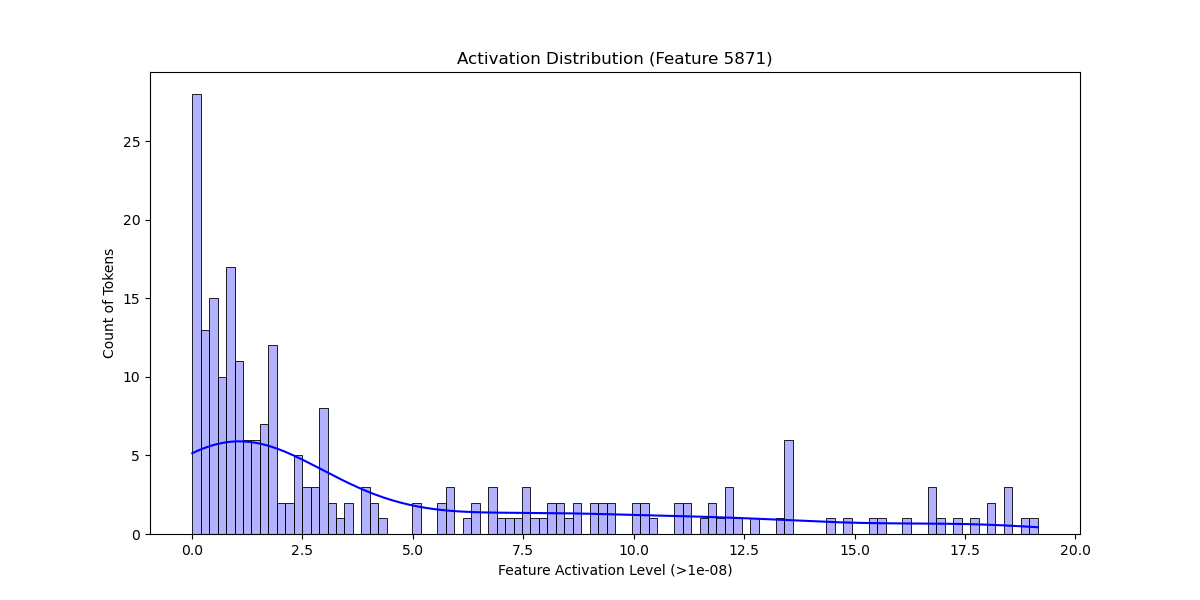 Activation Distribution (Feature 5871)
Count of Tokens
25
20
15
10
5
0
0.0 2.5 5.0 7.5 10.0 12.5 15.0 17.5 20.0
Feature Activation Level (>1e-08)